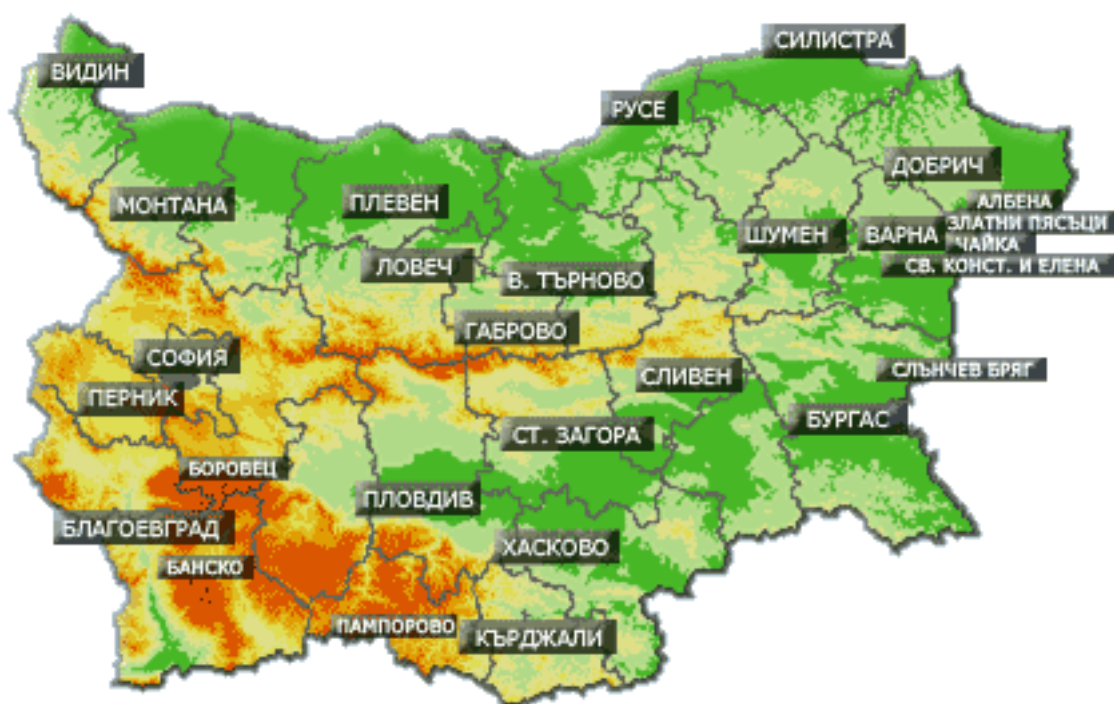 СИЛИСТРА
ВИДИН
РУСЕ
ДОБРИЧ
МОНТАНА
ПЛЕВЕН
АЛБЕНА
ЗЛАТНИ ПЯСЪЦИ
ШУМЕН
ВАРНА
ЧАЙКА
ЛОВЕЧ
СВ. КОНСТ. И ЕЛЕНА
В. ТЪРНОВО
ГАБРОВО
СОФИЯ
СЛИВЕН
СЛЪНЧЕВ БРЯГ
ПЕРНИК
БУРГАС
СТ. ЗАГОРА
БОРОВЕЦ
ПЛОВДИВ
БЛАГОЕВГРАД
ХАСКОВО
БАНСКО
ПАМПОРОВО
КЪРДЖАЛИ